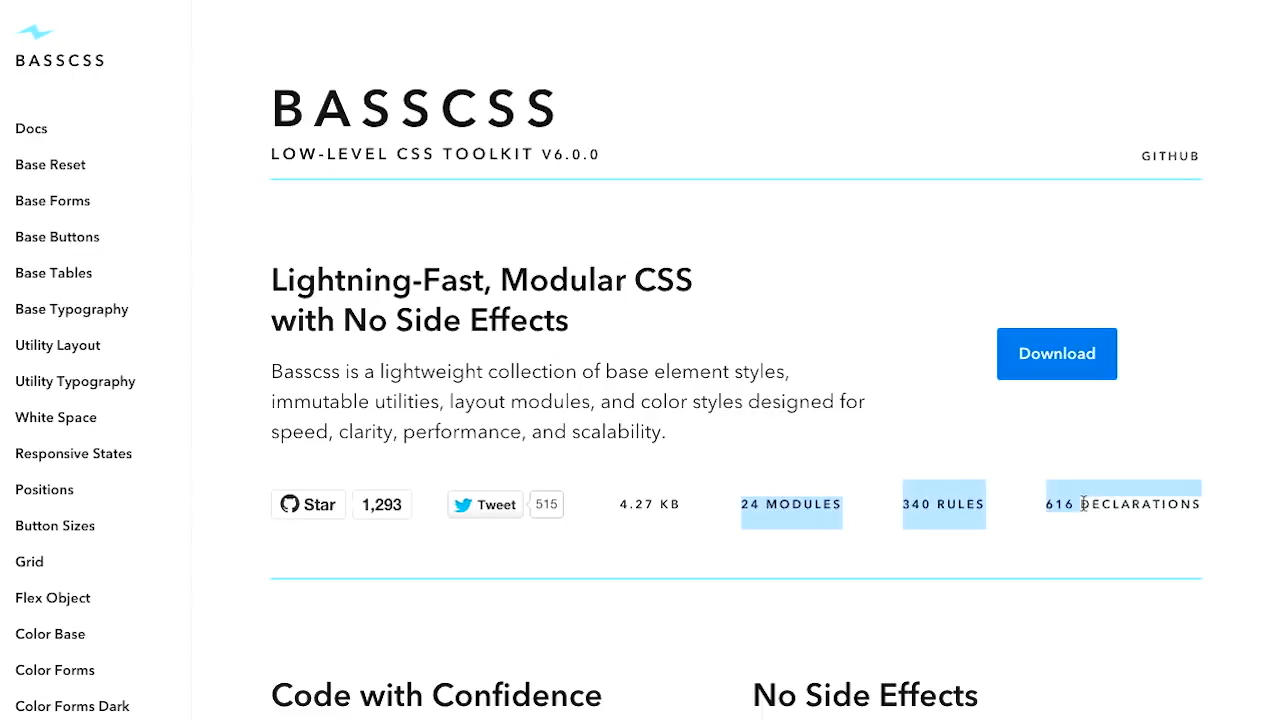 BASSCSS
Docs
Base Reset
Base Forms
Base Buttons
Base Tables
Base Typography
Utility Layout
Utility Typography
White Space
Responsive States
Positions
Button Sizes
Grid
Flex Object
Color Base
Color Forms
Color Forms Dark
BASSCSS
LOW-LEVEL CSS TOOLKIT V6.0.0
GITHUB
Lightning-Fast, Modular CSS
with No Side Effects
Basscss is a lightweight collection of base element styles,
immutable utilities, layout modules, and color styles designed for
speed, clarity, performance, and scalability.
Download
Star 1,293 Tweet 515 4.27 KB 24 MODULES 340 RULES 616 DECLARATIONS
Code with Confidence
No Side Effects